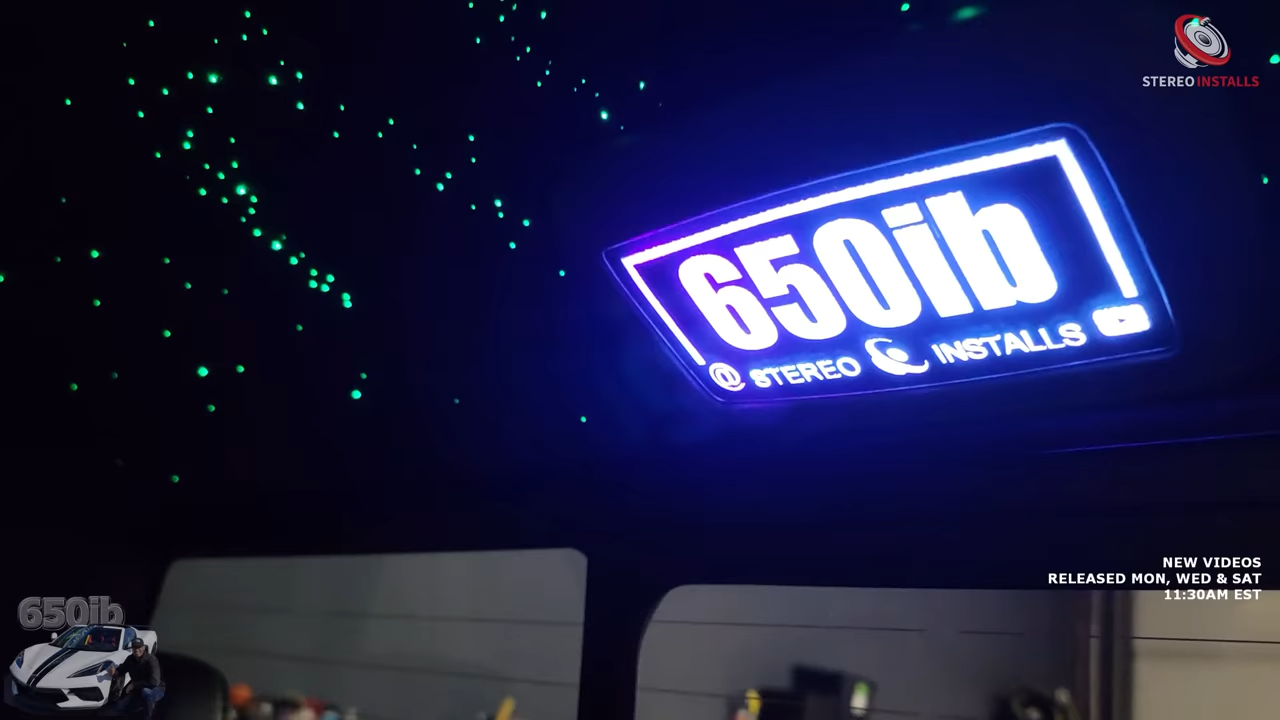 STEREO INSTALLS
650ib
@ STEREO INSTALLS
NEW VIDEOS
RELEASED MON, WED & SAT
11:30AM EST
650ib